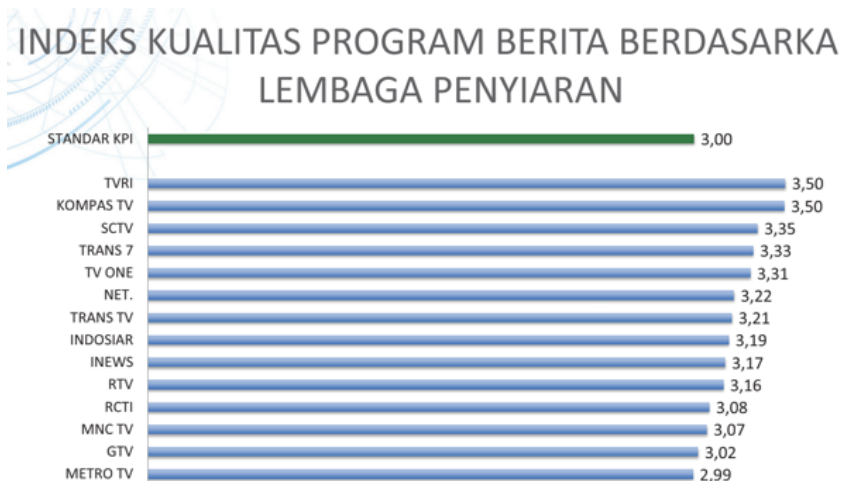 INDEKS KUALITAS PROGRAM BERITA BERDASARKA
LEMBAGA PENYIARAN
STANDAR KPI 3,00
TVRI 3,50
KOMPAS TV 3,50
SCTV 3,35
TRANS 7 3,33
TV ONE 3,31
NET. 3,22
TRANS TV 3,21
INDOSIAR 3,19
INEWS 3,17
RTV 3,16
RCTI 3,08
MNC TV 3,07
GTV 3,02
METRO TV 2,99